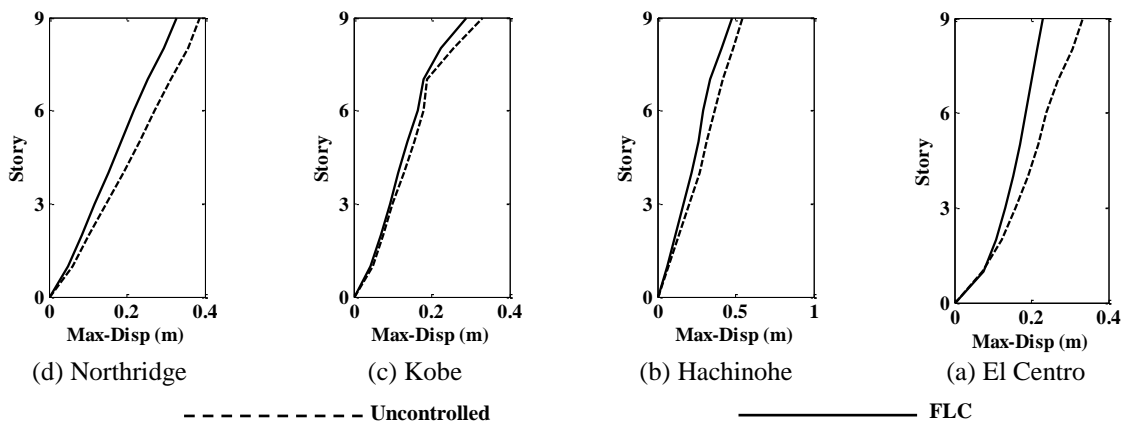 9
6
3
0
Story
0 0.2 0.4
Max-Disp (m)
(d) Northridge
9
6
3
0
Story
0 0.2 0.4
Max-Disp (m)
(c) Kobe
9
6
3
0
Story
0 0.5 1
Max-Disp (m)
(b) Hachinohe
9
6
3
0
Story
0 0.2 0.4
Max-Disp (m)
(a) El Centro
Uncontrolled
FLC